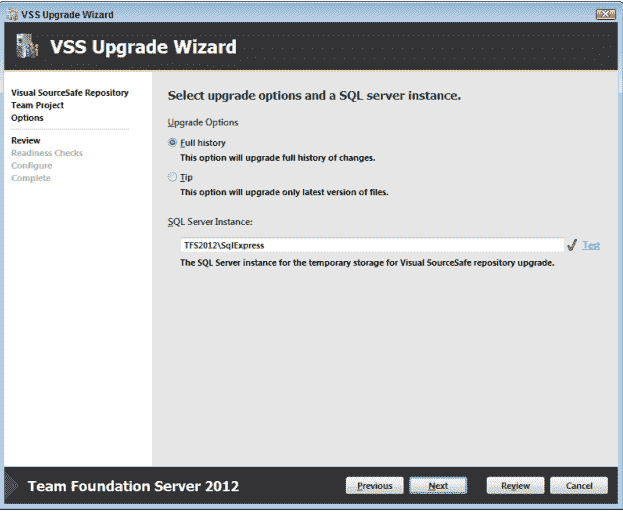 VSS Upgrade Wizard
VSS Upgrade Wizard
Visual SourceSafe Repository
Team Project
Options
Review
Readiness Checks
Configure
Complete
Select upgrade options and a SQL server instance.
Upgrade Options
Full history
This option will upgrade full history of changes.
Tip
This option will upgrade only latest version of files.
SQL Server Instance:
TFS2012\SqlExpress
Test
The SQL Server instance for the temporary storage for Visual SourceSafe repository upgrade.
Team Foundation Server 2012
Previous
Next
Review
Cancel